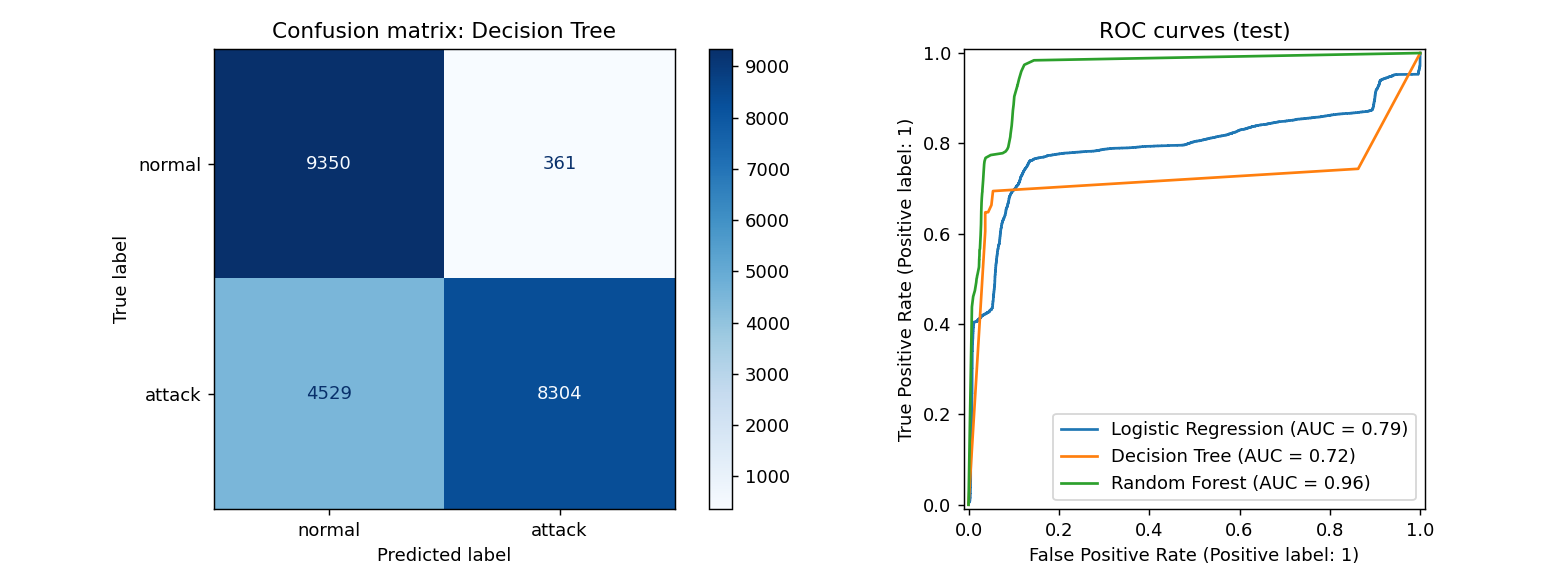 Confusion matrix: Decision Tree
True label
normal
attack
9350
361
4529
8304
normal
attack
Predicted label
9000
8000
7000
6000
5000
4000
3000
2000
1000
ROC curves (test)
True Positive Rate (Positive label: 1)
1.0
0.8
0.6
0.4
0.2
0.0
Logistic Regression (AUC = 0.79)
Decision Tree (AUC = 0.72)
Random Forest (AUC = 0.96)
0.0
0.2
0.4
0.6
0.8
1.0
False Positive Rate (Positive label: 1)